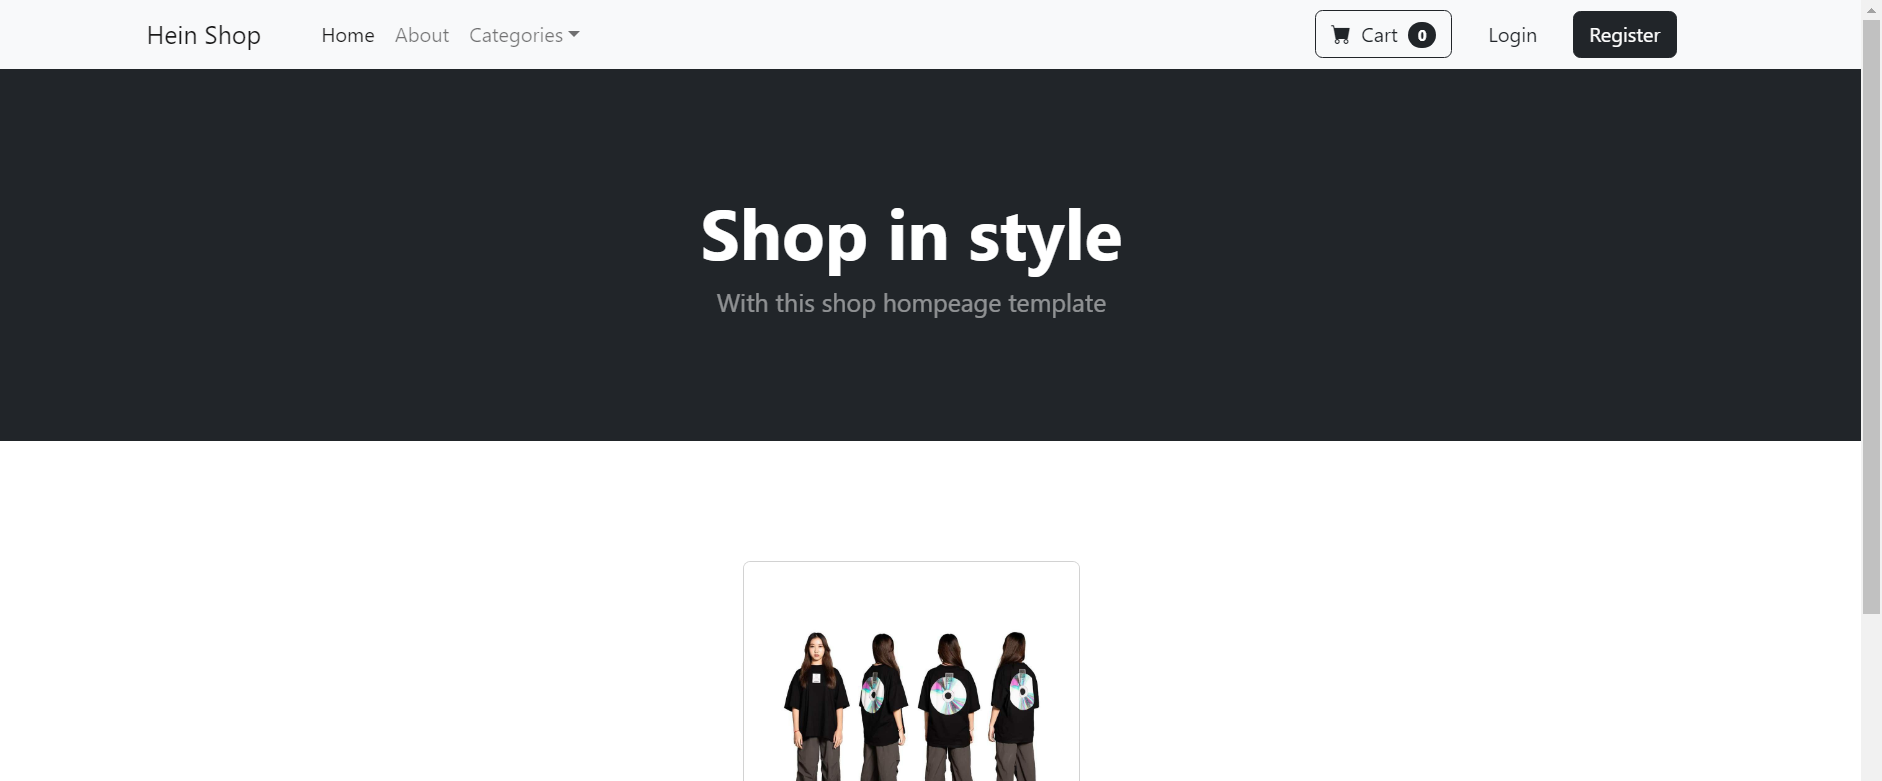 Hein Shop
Home
About
Categories
Cart 0
Login
Register
Shop in style
With this shop hompeage template